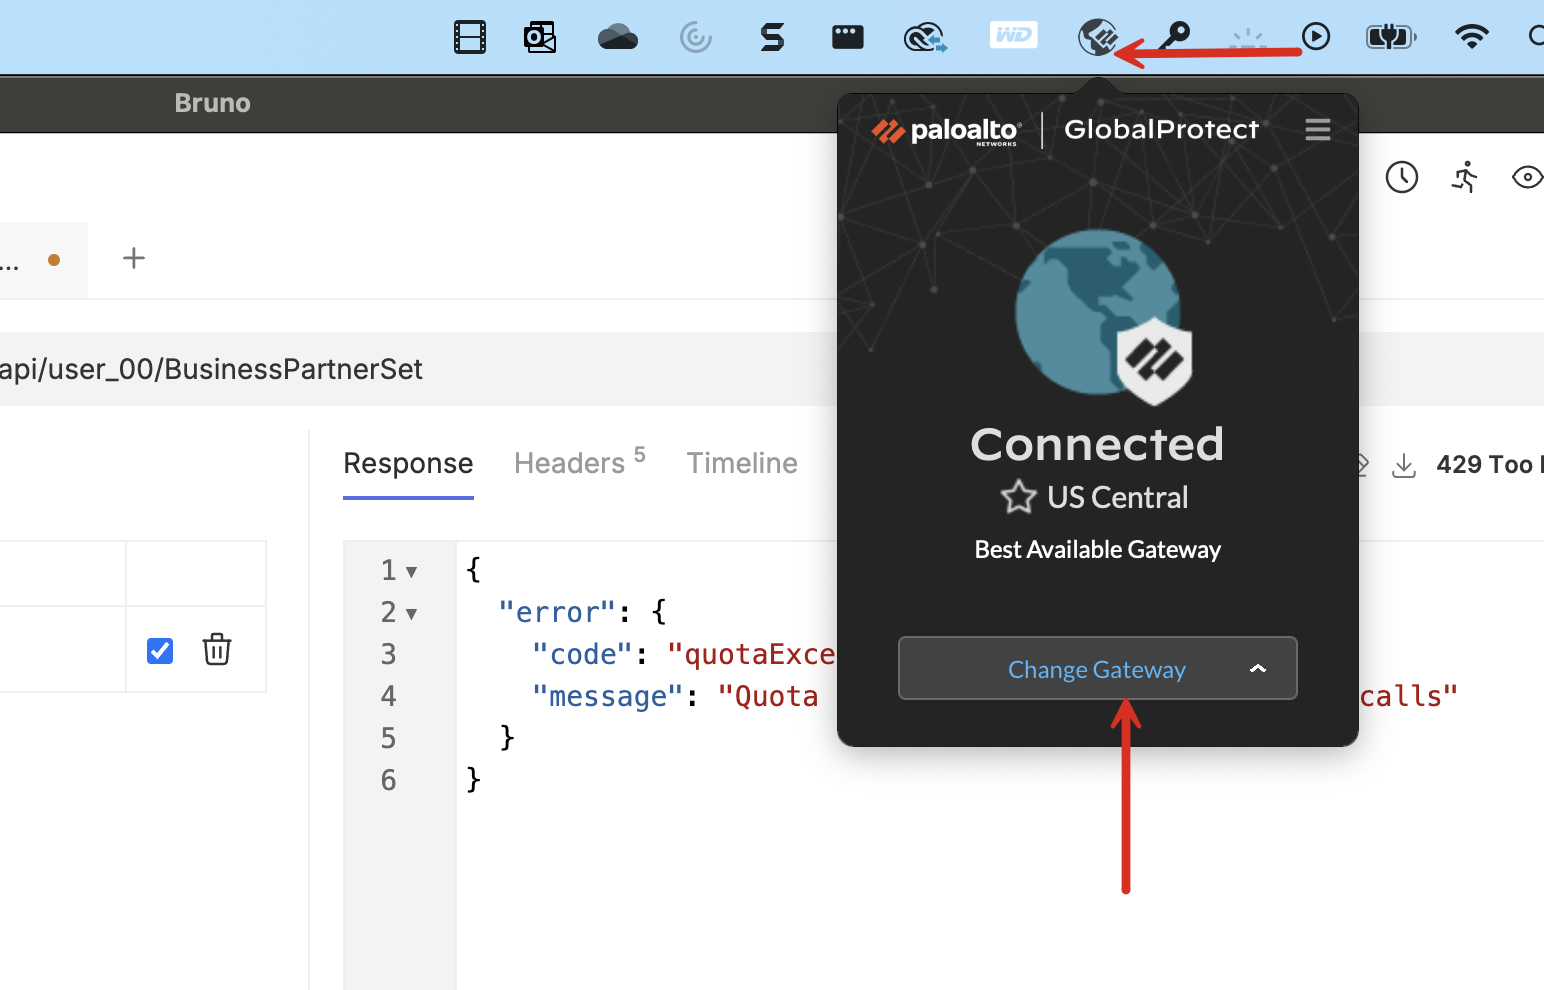 WD
Bruno
paloalto
NETWORKS
GlobalProtect
...
api/user_00/BusinessPartnerSet
Connected
US Central
Best Available Gateway
Change Gateway
Response
Headers 5
Timeline
429 Too
1
{
2
"error": {
3
"code": "quotaExce
4
"message": "Quota
calls"
5
}
6
}